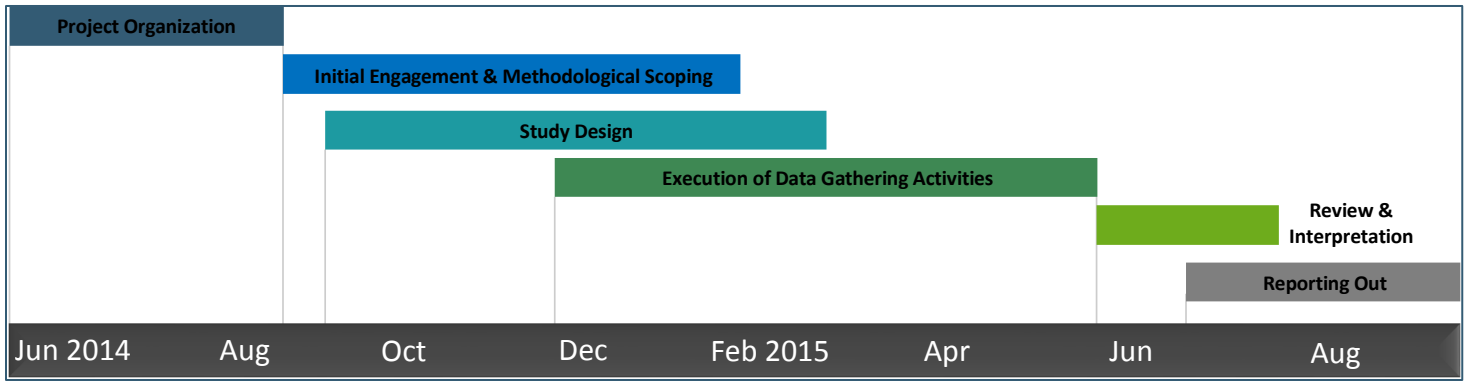 Project Organization
Initial Engagement & Methodological Scoping
Study Design
Execution of Data Gathering Activities
Review &
Interpretation
Reporting Out
Jun 2014 Aug Oct Dec Feb 2015 Apr Jun Aug